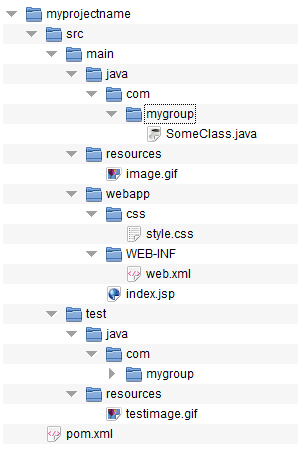 myprojectname
src
main
java
com
mygroup
SomeClass.java
resources
image.gif
webapp
css
style.css
WEB-INF
web.xml
index.jsp
test
java
com
mygroup
resources
testimage.gif
pom.xml